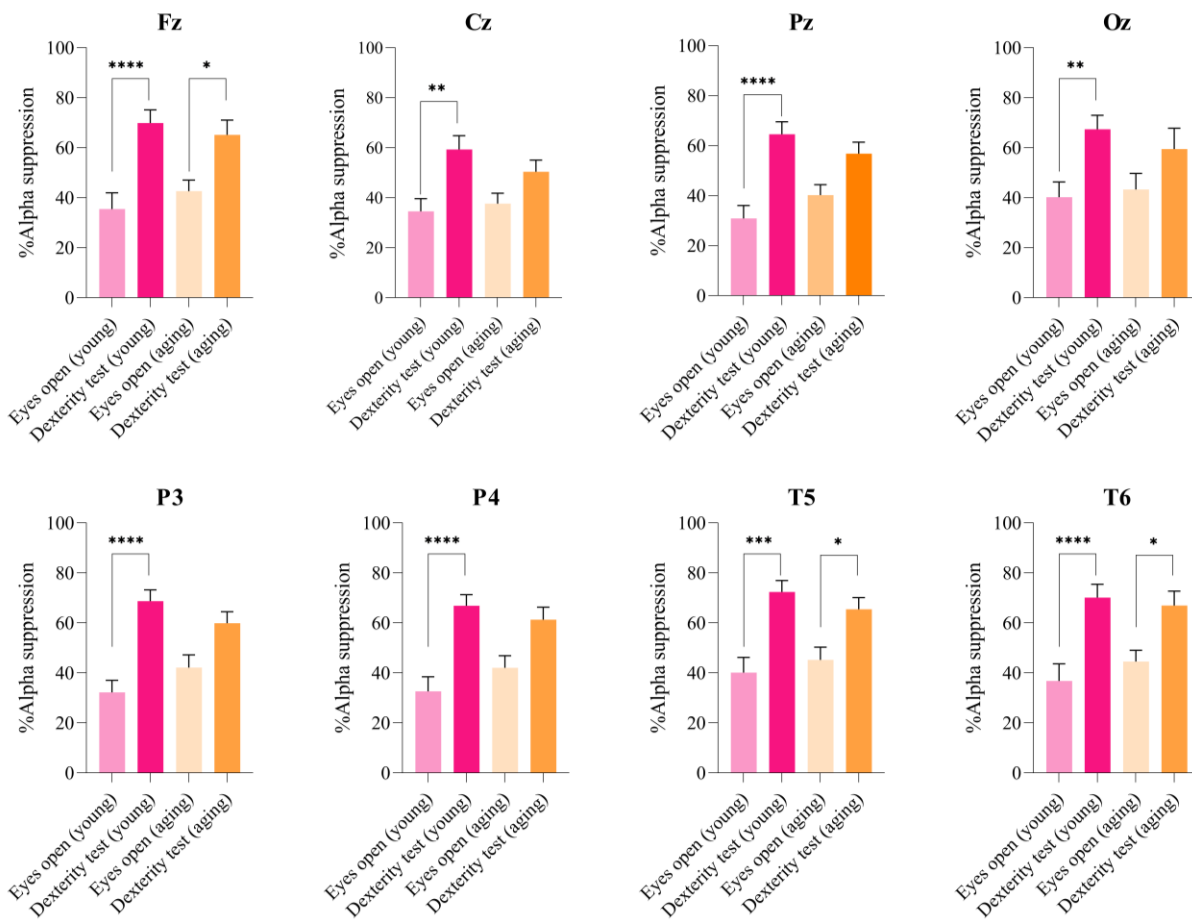 Fz
%Alpha suppression
100
80
60
40
20
0
****
*
Eyes open (young)
Dexterity test (young)
Eyes open (aging)
Dexterity test (aging)
Cz
%Alpha suppression
100
80
60
40
20
0
**
Eyes open (young)
Dexterity test (young)
Eyes open (aging)
Dexterity test (aging)
Pz
%Alpha suppression
100
80
60
40
20
0
****
Eyes open (young)
Dexterity test (young)
Eyes open (aging)
Dexterity test (aging)
Oz
%Alpha suppression
100
80
60
40
20
0
**
Eyes open (young)
Dexterity test (young)
Eyes open (aging)
Dexterity test (aging)
P3
%Alpha suppression
100
80
60
40
20
0
****
Eyes open (young)
Dexterity test (young)
Eyes open (aging)
Dexterity test (aging)
P4
%Alpha suppression
100
80
60
40
20
0
****
Eyes open (young)
Dexterity test (young)
Eyes open (aging)
Dexterity test (aging)
T5
%Alpha suppression
100
80
60
40
20
0
***
*
Eyes open (young)
Dexterity test (young)
Eyes open (aging)
Dexterity test (aging)
T6
%Alpha suppression
100
80
60
40
20
0
****
*
Eyes open (young)
Dexterity test (young)
Eyes open (aging)
Dexterity test (aging)